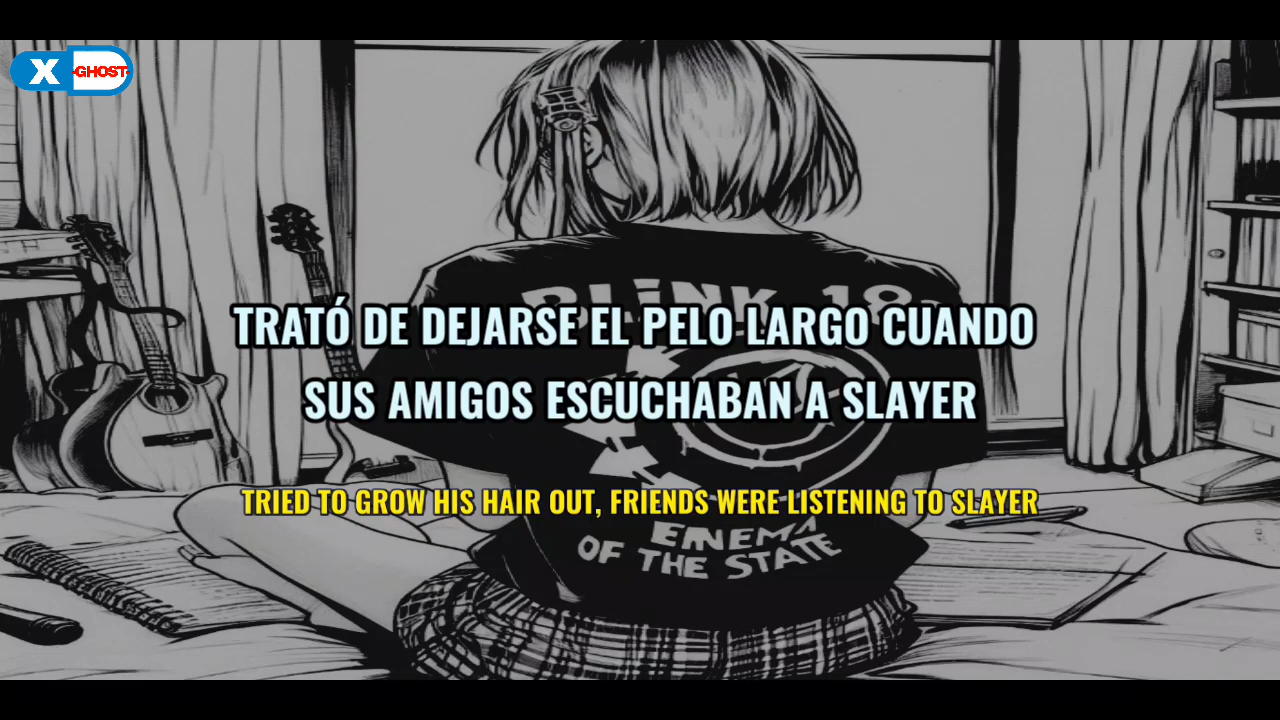 X
-GHOST-
BLINK 18
TRATÓ DE DEJARSE EL PELO LARGO CUANDO
SUS AMIGOS ESCUCHABAN A SLAYER
TRIED TO GROW HIS HAIR OUT, FRIENDS WERE LISTENING TO SLAYER
ENEMA
OF THE STATE